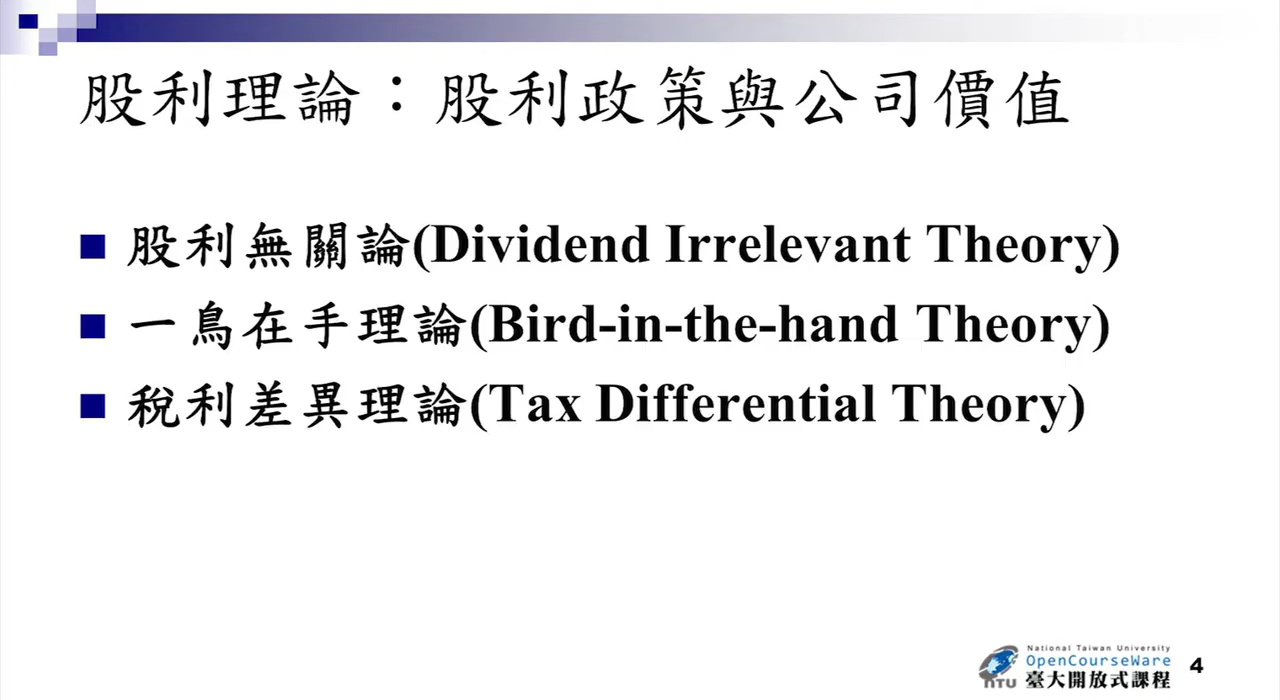 股利理論：股利政策與公司價值
股利無關論(Dividend Irrelevant Theory)
一鳥在手理論(Bird-in-the-hand Theory)
稅利差異理論(Tax Differential Theory)
National Taiwan University
OpenCourseWare
NTU 臺大開放式課程
4